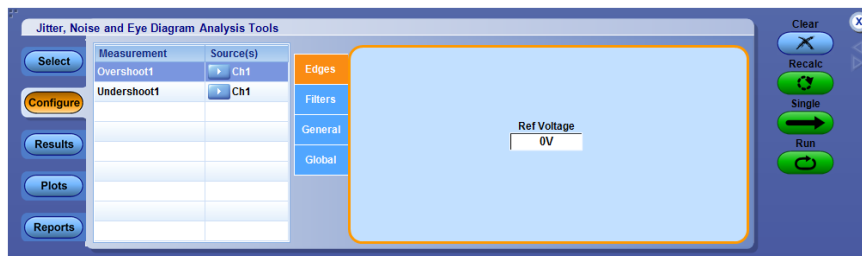 Jitter, Noise and Eye Diagram Analysis Tools
Clear
X
Select
Measurement Source(s)
Overshoot1 Ch1
Undershoot1 Ch1
Edges
Filters
General
Global
Ref Voltage
0V
Configure
Results
Plots
Reports
Recalc
Single
Run